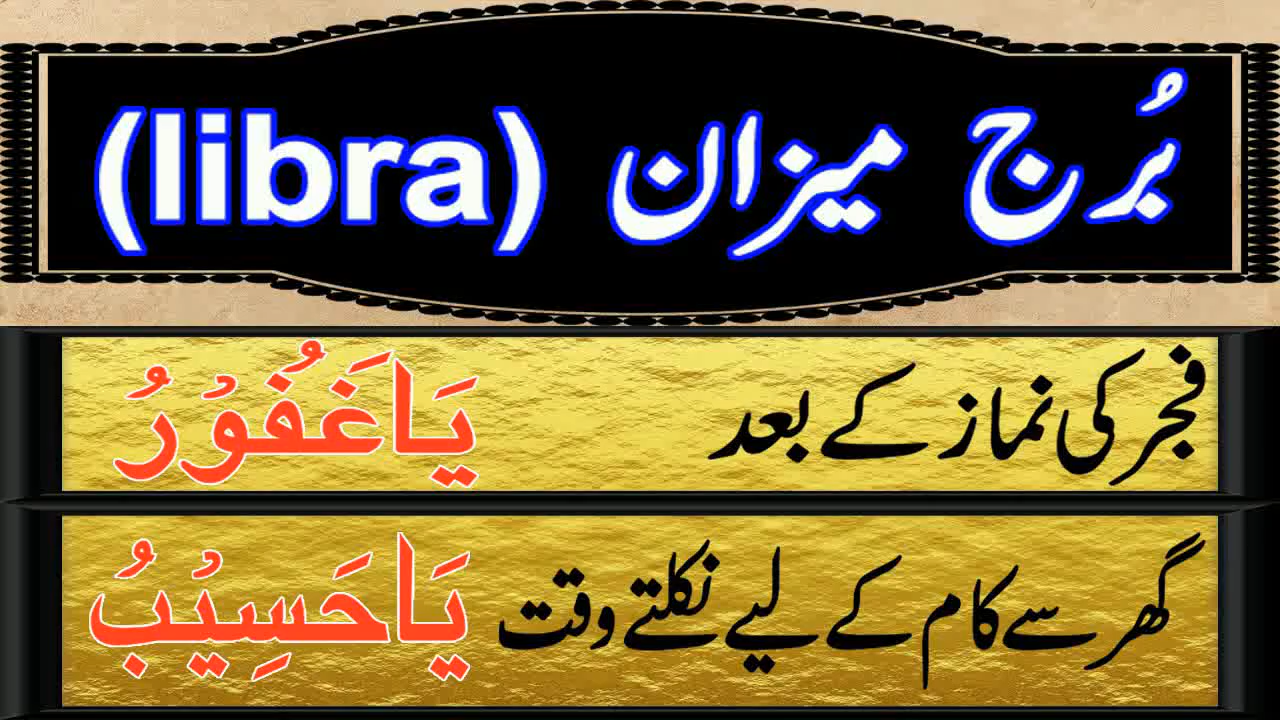 بُرج میزان (libra)
فجر کی نماز کے بعد یَاغَفُوْرُ
گھر سے کام کے لیے نکلتے وقت یَاحَسِیْبُ